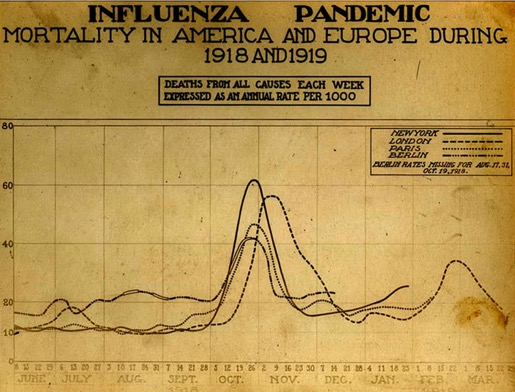 INFLUENZA PANDEMIC
MORTALITY IN AMERICA AND EUROPE DURING
1918 AND 1919
DEATHS FROM ALL CAUSES EACH WEEK
EXPRESSED AS AN ANNUAL RATE PER 1000
NEW YORK
LONDON
PARIS
BERLIN
BERLIN RATES MISSING FOR AUG. 17, 31,
OCT. 19, 1918.
80
60
40
20
0
JUNE JULY AUG. SEPT. OCT. NOV. DEC. JAN. FEB. MAR.